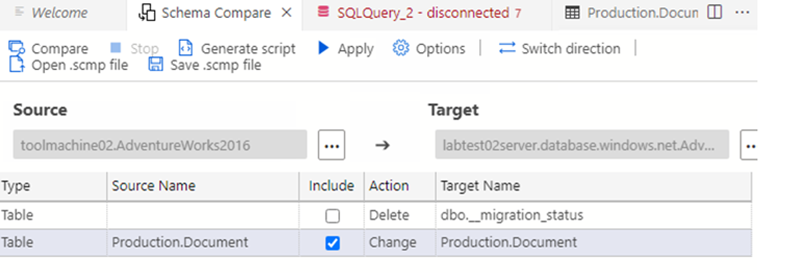 Welcome
Schema Compare
SQLQuery_2 - disconnected 7
Production.Docun
Compare
Stop
Generate script
Apply
Options
Switch direction
Open .scmp file
Save .scmp file
Source
Target
toolmachine02.AdventureWorks2016
labtest02server.database.windows.net.Adv...
Type Source Name Include Action Target Name
Table Delete dbo.__migration_status
Table Production.Document Change Production.Document